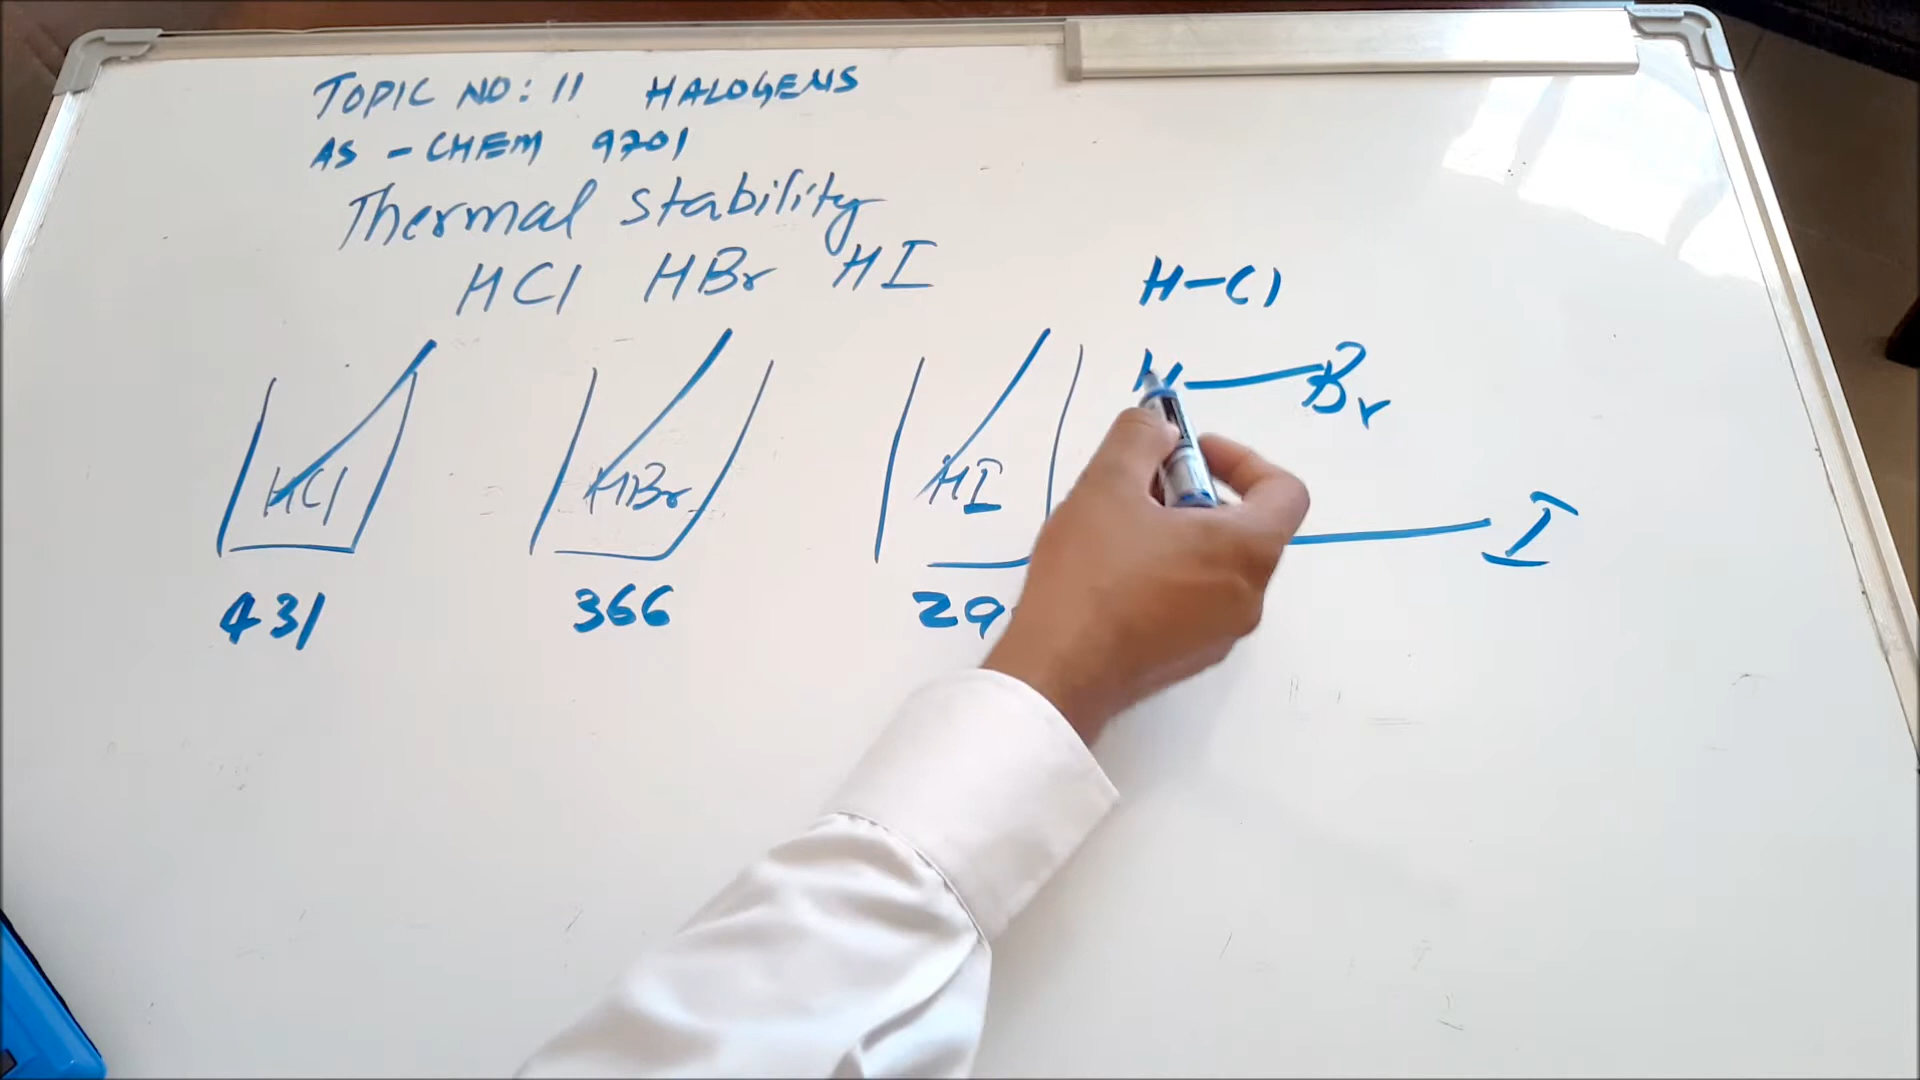 TOPIC NO: 11 HALOGENS
AS - CHEM 9701
Thermal stability
HCl HBr HI
H-Cl
H-Br
HCl HBr HI
I
431 366